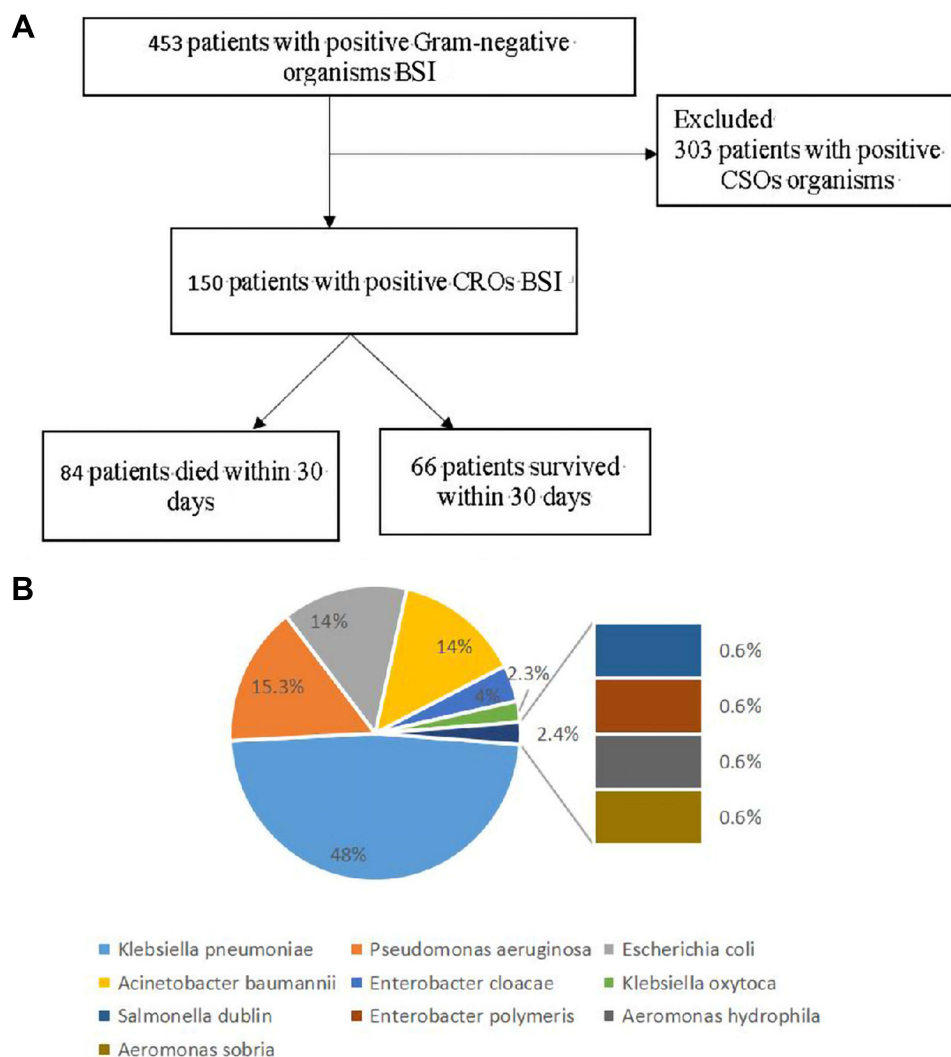 A
453 patients with positive Gram-negative
organisms BSI
Excluded
303 patients with positive
CSOs organisms
150 patients with positive CROs BSI
84 patients died within 30
days
66 patients survived
within 30 days
B
14%
14%
15.3%
2.3%
4%
2.4%
48%
0.6%
0.6%
0.6%
0.6%
Klebsiella pneumoniae
Pseudomonas aeruginosa
Escherichia coli
Acinetobacter baumannii
Enterobacter cloacae
Klebsiella oxytoca
Salmonella dublin
Enterobacter polymeris
Aeromonas hydrophila
Aeromonas sobria